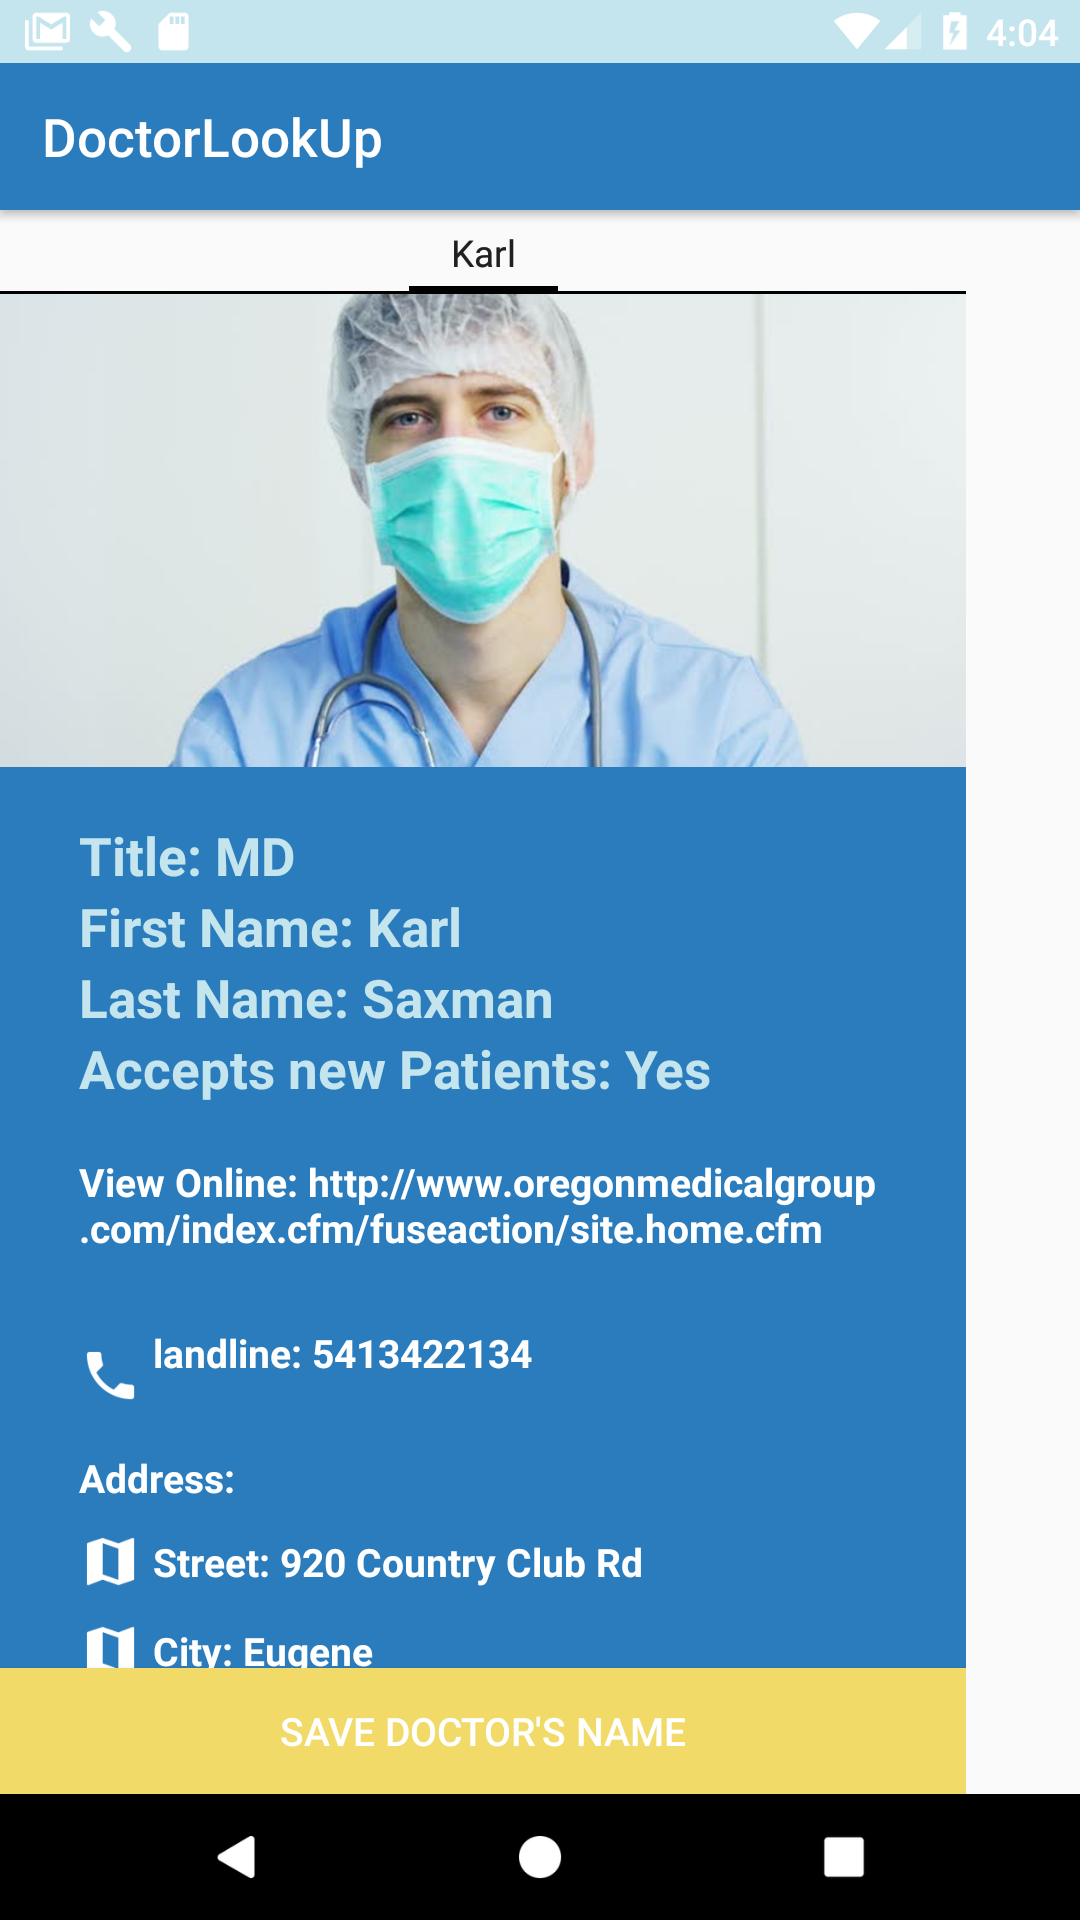 4:04
DoctorLookUp
Karl
Title: MD
First Name: Karl
Last Name: Saxman
Accepts new Patients: Yes
View Online: http://www.oregonmedicalgroup
.com/index.cfm/fuseaction/site.home.cfm
landline: 5413422134
Address:
Street: 920 Country Club Rd
City: Eugene
SAVE DOCTOR'S NAME